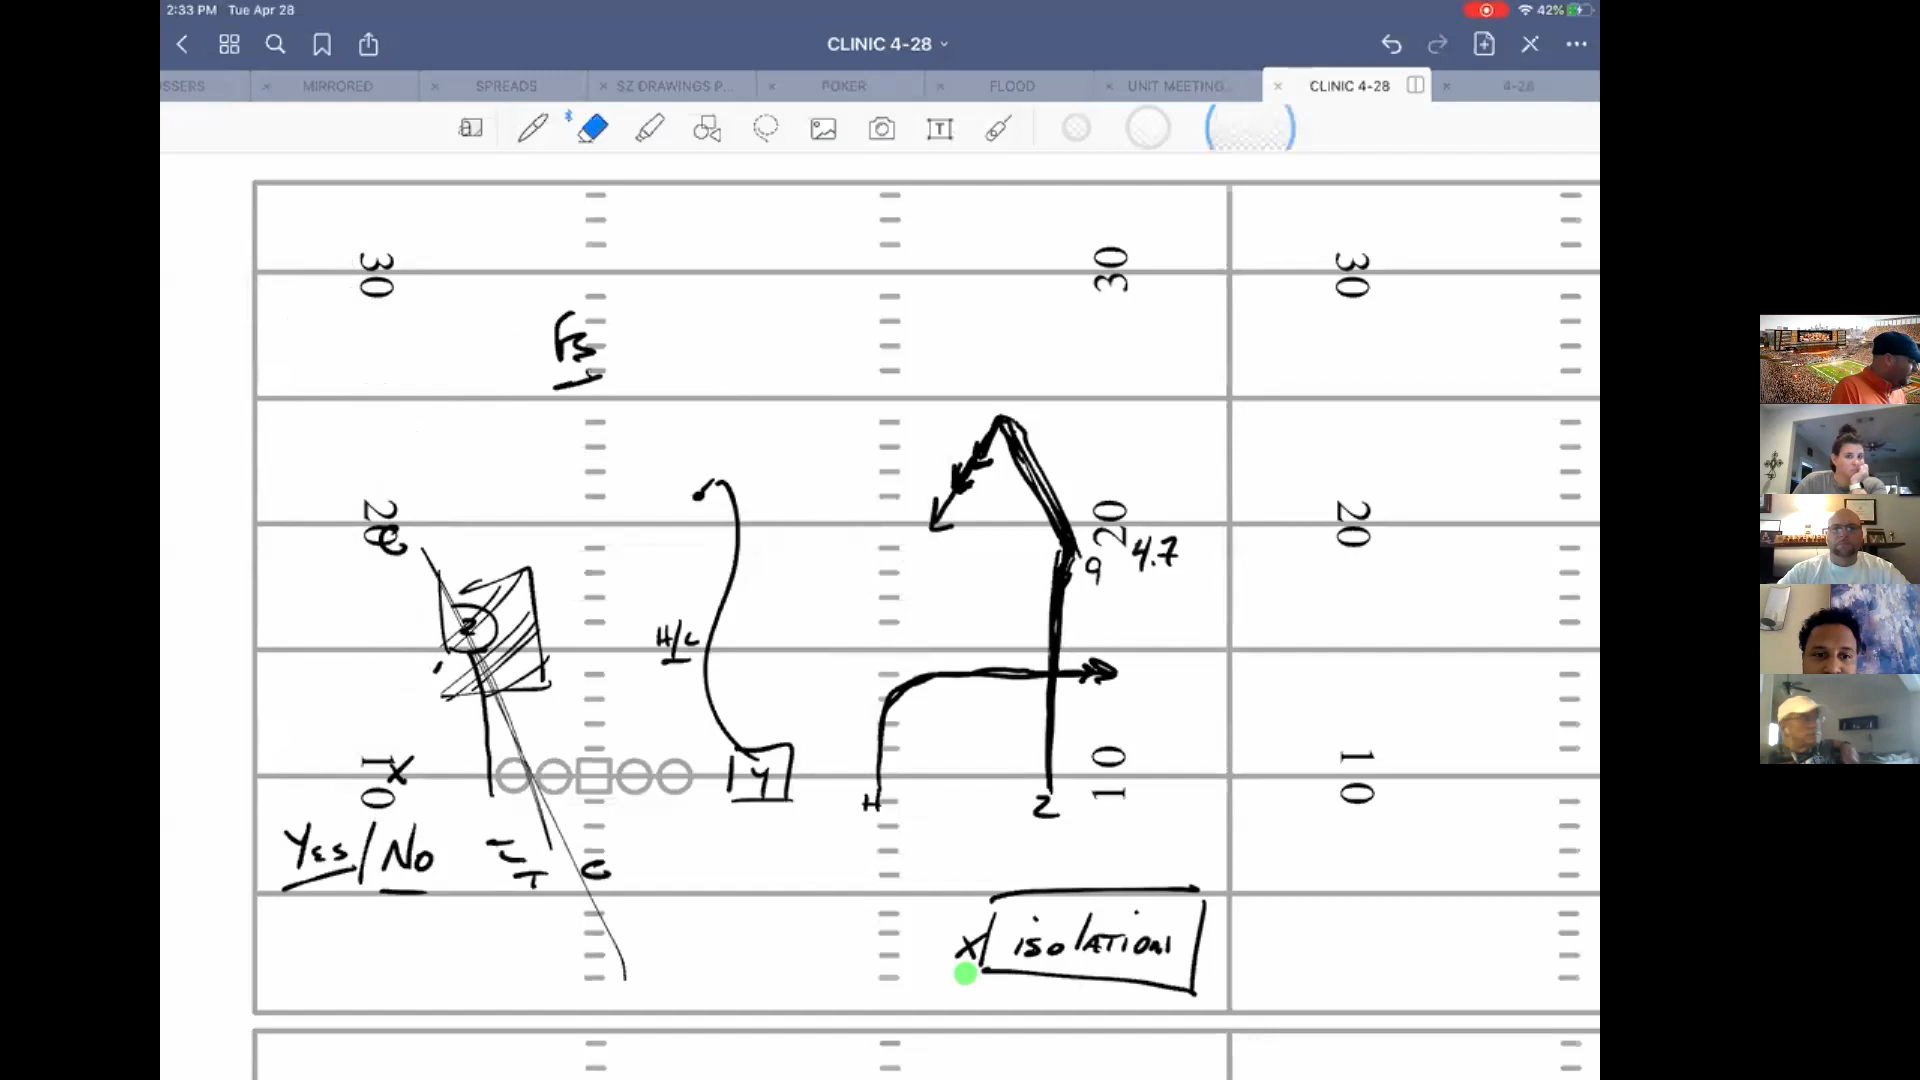 2:33 PM Tue Apr 28
42%
CLINIC 4-28
SSERS
MIRRORED
SPREADS
SZ DRAWINGS P...
POKER
FLOOD
UNIT MEETING...
CLINIC 4-28
4-28
T
30
30
30
FS
20
20
20
C
9
4.7
2
H/C
10
10
10
X
Y
H
Z
YES/NO
T
C
X/ isolATION